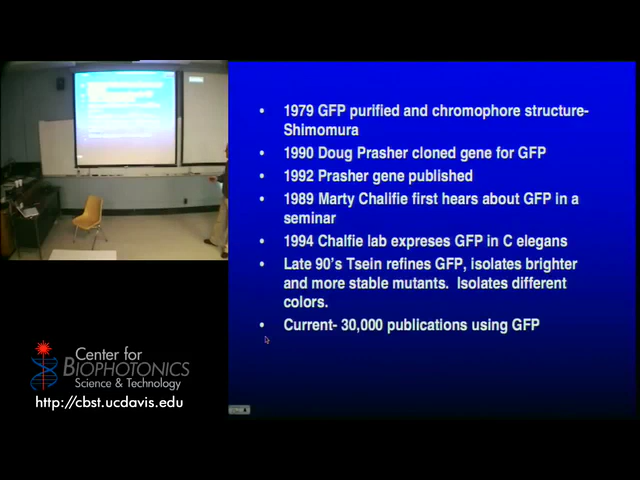 • 1979 GFP purified and chromophore structure-
Shimomura
• 1990 Doug Prasher cloned gene for GFP
• 1992 Prasher gene published
• 1989 Marty Chalifie first hears about GFP in a
seminar
• 1994 Chalfie lab expreses GFP in C elegans
• Late 90's Tsein refines GFP, isolates brighter
and more stable mutants. Isolates different
colors.
• Current- 30,000 publications using GFP
Center for
BIOPHOTONICS
Science & Technology
http://cbst.ucdavis.edu